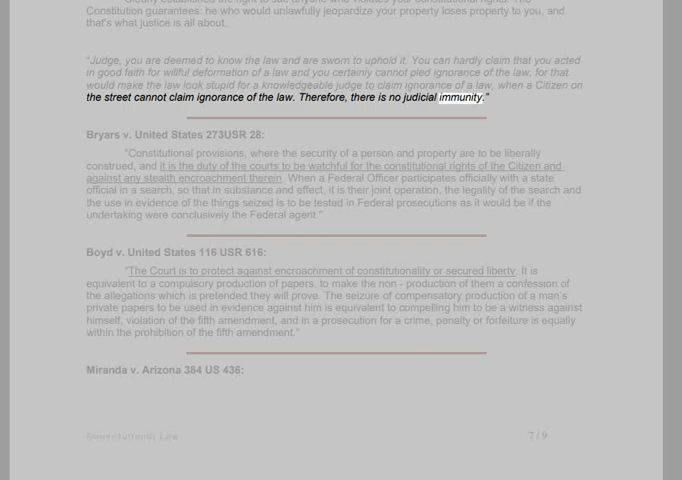 Constitution guarantees: he who would unlawfully jeopardize your property loses property to you, and
that's what justice is all about.
"Judge, you are deemed to know the law and are sworn to uphold it. You can hardly claim that you acted
in good faith for willful deformation of a law and you certainly cannot pled ignorance of the law, for that
would make the law look stupid for a knowledgeable judge to claim ignorance of a law, when a Citizen on
the street cannot claim ignorance of the law. Therefore, there is no judicial immunity."
Bryars v. United States 273USR 28:
"Constitutional provisions, where the security of a person and property are to be liberally
construed, and it is the duty of the courts to be watchful for the constitutional rights of the Citizen and
against any stealth encroachment therein. When a Federal Officer participates officially with a state
official in a search, so that in substance and effect, it is their joint operation, the legality of the search and
the use in evidence of the things seized is to be tested in Federal prosecutions as it would be if the
undertaking were conclusively the Federal agent."
Boyd v. United States 116 USR 616:
"The Court is to protect against encroachment of constitutionality or secured liberty. It is
equivalent to a compulsory production of papers, to make the non - production of them a confession of
the allegations which is pretended they will prove. The seizure of compensatory production of a man's
private papers to be used in evidence against him is equivalent to compelling him to be a witness against
himself, violation of the fifth amendment, and in a prosecution for a crime, penalty or forfeiture is equally
within the prohibition of the fifth amendment."
Miranda v. Arizona 384 US 436:
Constitutional Law 7 / 9